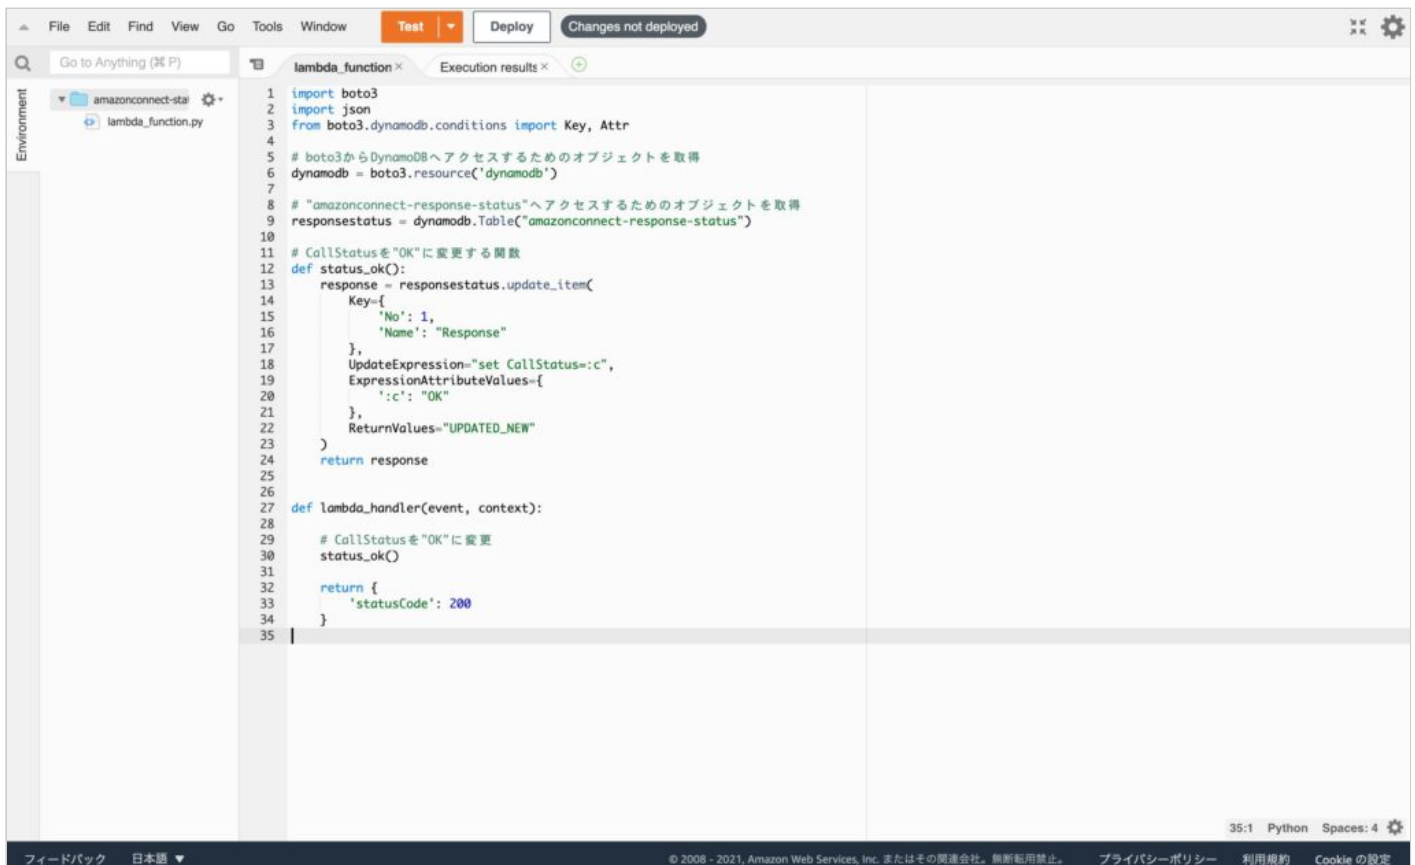 File Edit Find View Go Tools Window Test Deploy Changes not deployed
Go to Anything (⌘ P)
lambda_function × Execution results ×
Environment
amazonconnect-sta
lambda_function.py
1 import boto3
2 import json
3 from boto3.dynamodb.conditions import Key, Attr
4
5 # boto3からDynamoDBへアクセスするためのオブジェクトを取得
6 dynamodb = boto3.resource('dynamodb')
7
8 # "amazonconnect-response-status"へアクセスするためのオブジェクトを取得
9 responsestatus = dynamodb.Table("amazonconnect-response-status")
10
11 # CallStatusを"OK"に変更する関数
12 def status_ok():
13     response = responsestatus.update_item(
14         Key={
15             'No': 1,
16             'Name': "Response"
17         },
18         UpdateExpression="set CallStatus=:c",
19         ExpressionAttributeValues={
20             ':c': "OK"
21         },
22         ReturnValues="UPDATED_NEW"
23     )
24     return response
25
26
27 def lambda_handler(event, context):
28
29     # CallStatusを"OK"に変更
30     status_ok()
31
32     return {
33         'statusCode': 200
34     }
35
35:1 Python Spaces: 4
フィードバック 日本語 ▼ © 2008 - 2021, Amazon Web Services, Inc. またはその関連会社。無断転用禁止。 プライバシーポリシー 利用規約 Cookie の設定